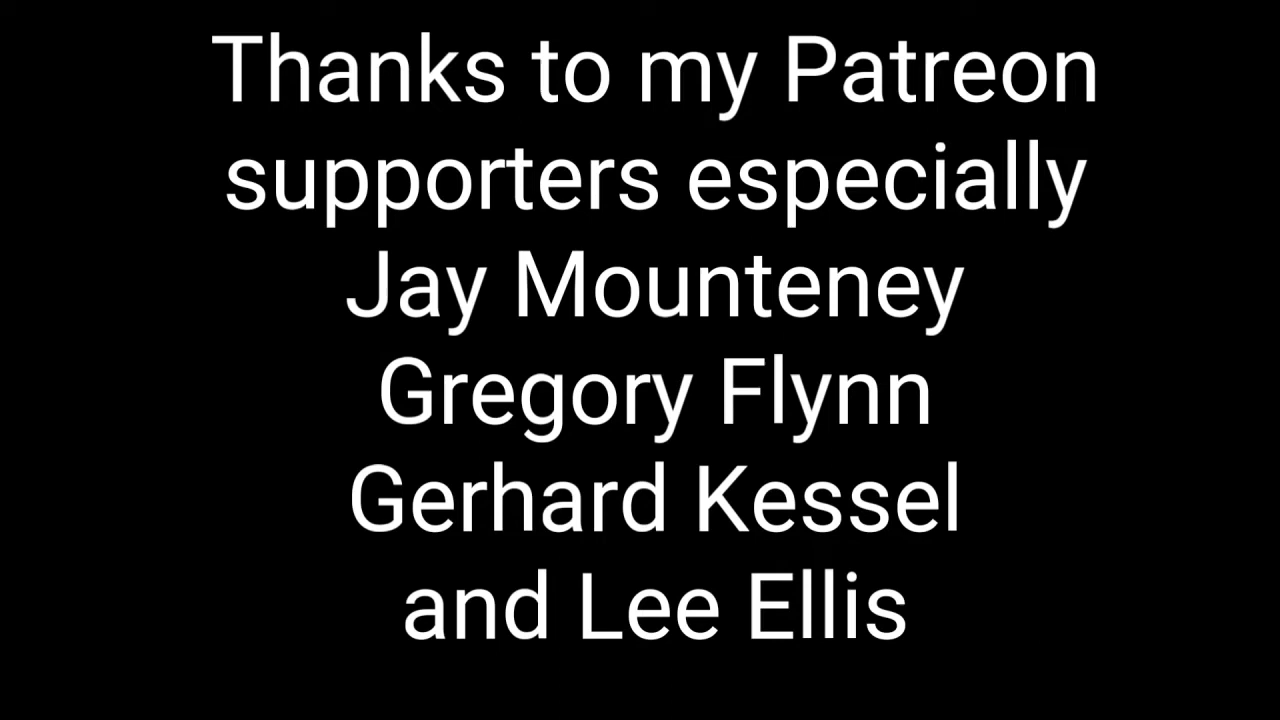 Thanks to my Patreon
supporters especially
Jay Mounteney
Gregory Flynn
Gerhard Kessel
and Lee Ellis